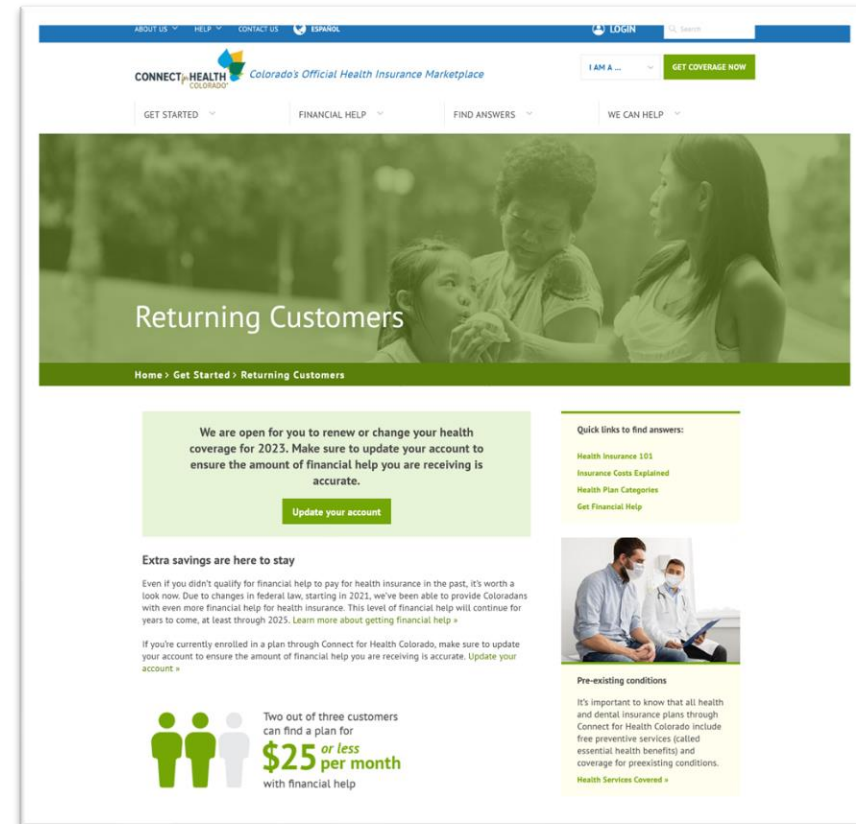 ABOUT US HELP CONTACT US ESPAÑOL LOGIN Search
CONNECT for HEALTH
COLORADO
Colorado's Official Health Insurance Marketplace
I AM A ... GET COVERAGE NOW
GET STARTED FINANCIAL HELP FIND ANSWERS WE CAN HELP
Returning Customers
Home > Get Started > Returning Customers
We are open for you to renew or change your health
coverage for 2023. Make sure to update your account to
ensure the amount of financial help you are receiving is
accurate.
Update your account
Extra savings are here to stay
Even if you didn't qualify for financial help to pay for health insurance in the past, it's worth a
look now. Due to changes in federal law, starting in 2021, we've been able to provide Coloradans
with even more financial help for health insurance. This level of financial help will continue for
years to come, at least through 2025. Learn more about getting financial help »
If you're currently enrolled in a plan through Connect for Health Colorado, make sure to update
your account to ensure the amount of financial help you are receiving is accurate. Update your
account »
Two out of three customers
can find a plan for
$25 or less
per month
with financial help
Quick links to find answers:
Health Insurance 101
Insurance Costs Explained
Health Plan Categories
Get Financial Help
Pre-existing conditions
It's important to know that all health
and dental insurance plans through
Connect for Health Colorado include
free preventive services (called
essential health benefits) and
coverage for preexisting conditions.
Health Services Covered »